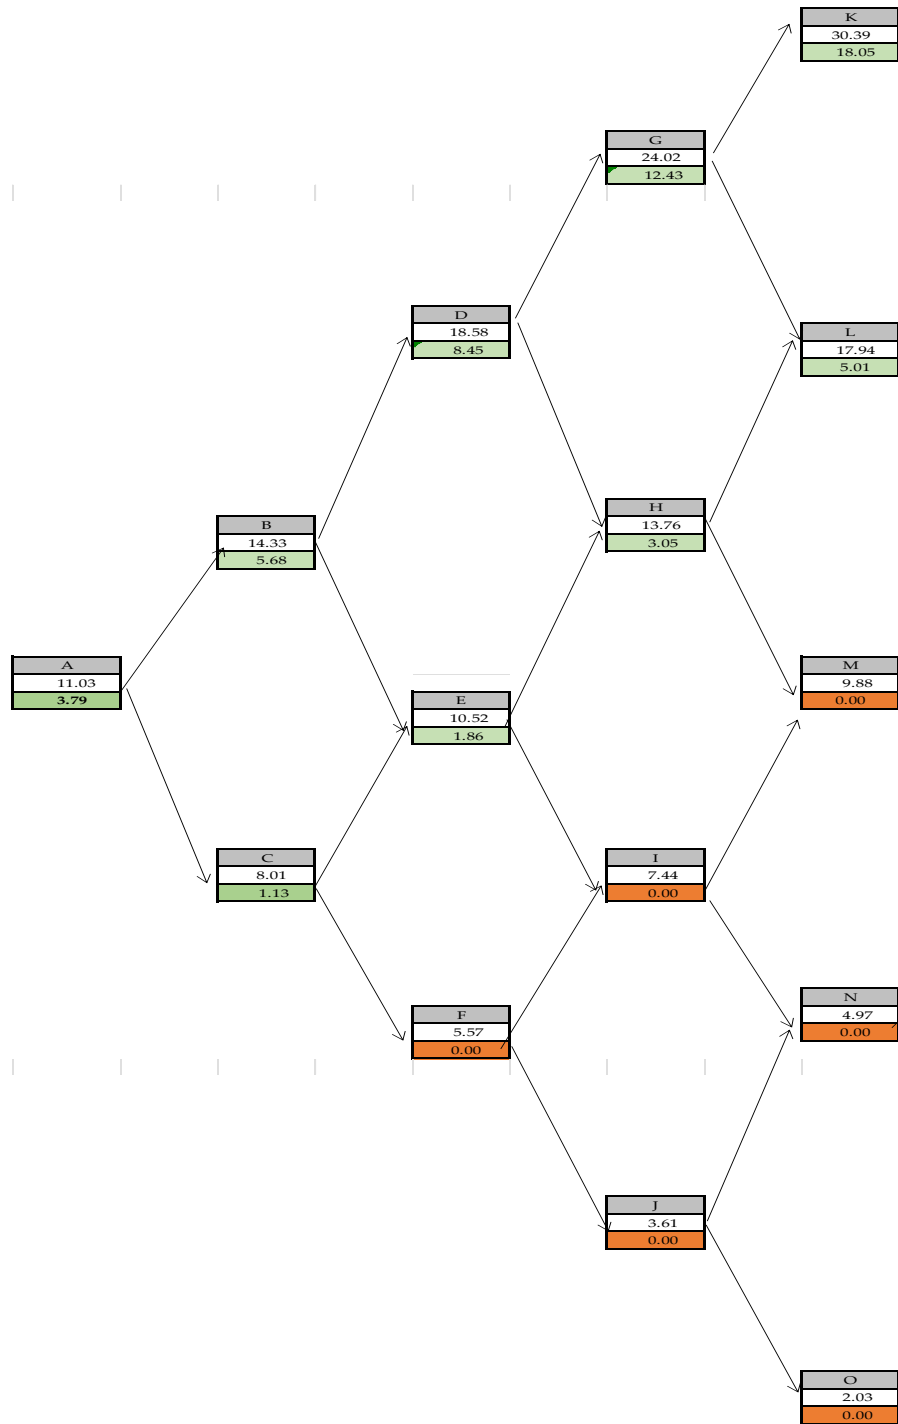 K
30.39
18.05
G
24.02
12.43
D
18.58
8.45
L
17.94
5.01
B
14.33
5.68
H
13.76
3.05
A
11.03
3.79
E
10.52
1.86
M
9.88
0.00
C
8.01
1.13
I
7.44
0.00
F
5.57
0.00
N
4.97
0.00
J
3.61
0.00
O
2.03
0.00